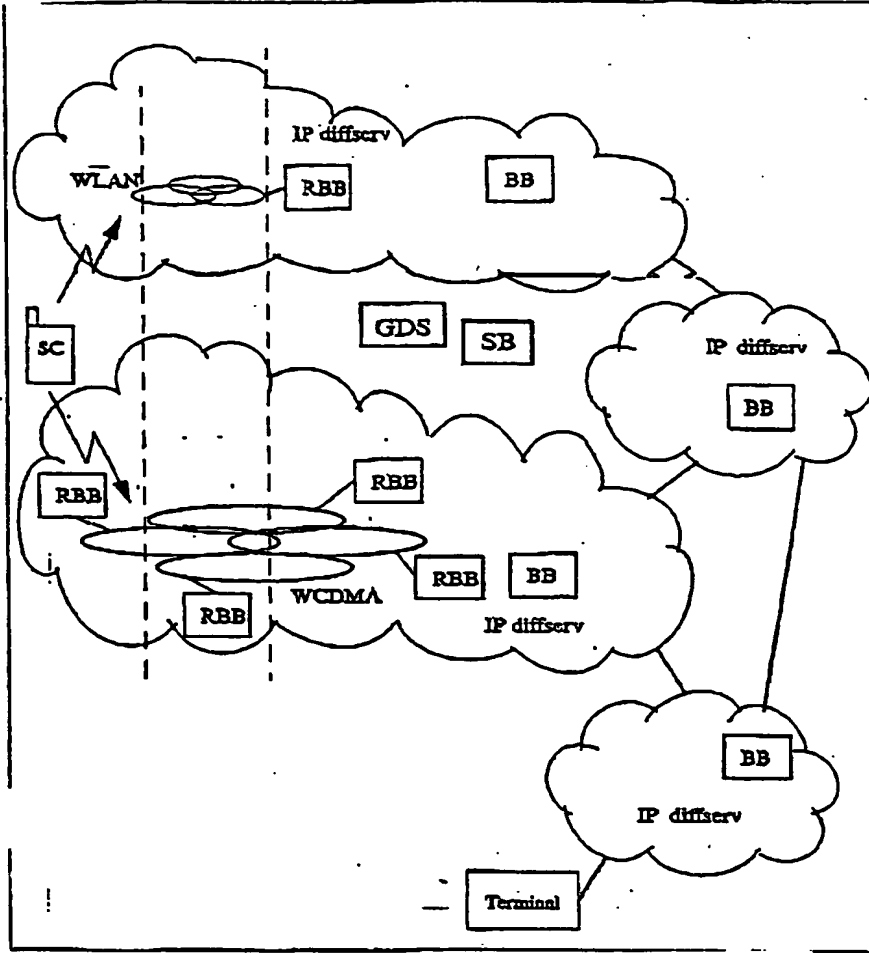 IP diffserv
WLAN
RBB
BB
GDS
SB
SC
IP diffserv
BB
RBB
RBB
RBB
BB
WCDMA
RBB
IP diffserv
BB
IP diffserv
Terminal